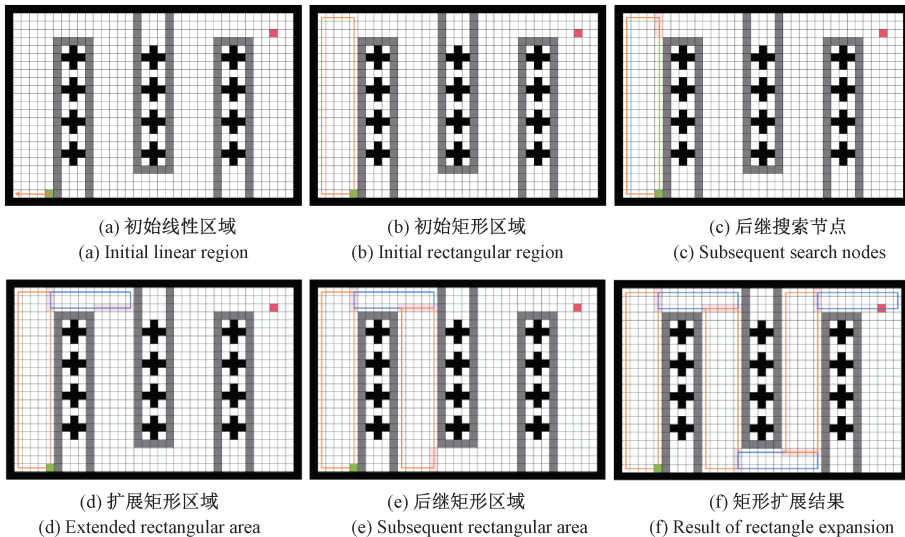 (a) 初始线性区域
(a) Initial linear region
(b) 初始矩形区域
(b) Initial rectangular region
(c) 后继搜索节点
(c) Subsequent search nodes
(d) 扩展矩形区域
(d) Extended rectangular area
(e) 后继矩形区域
(e) Subsequent rectangular area
(f) 矩形扩展结果
(f) Result of rectangle expansion